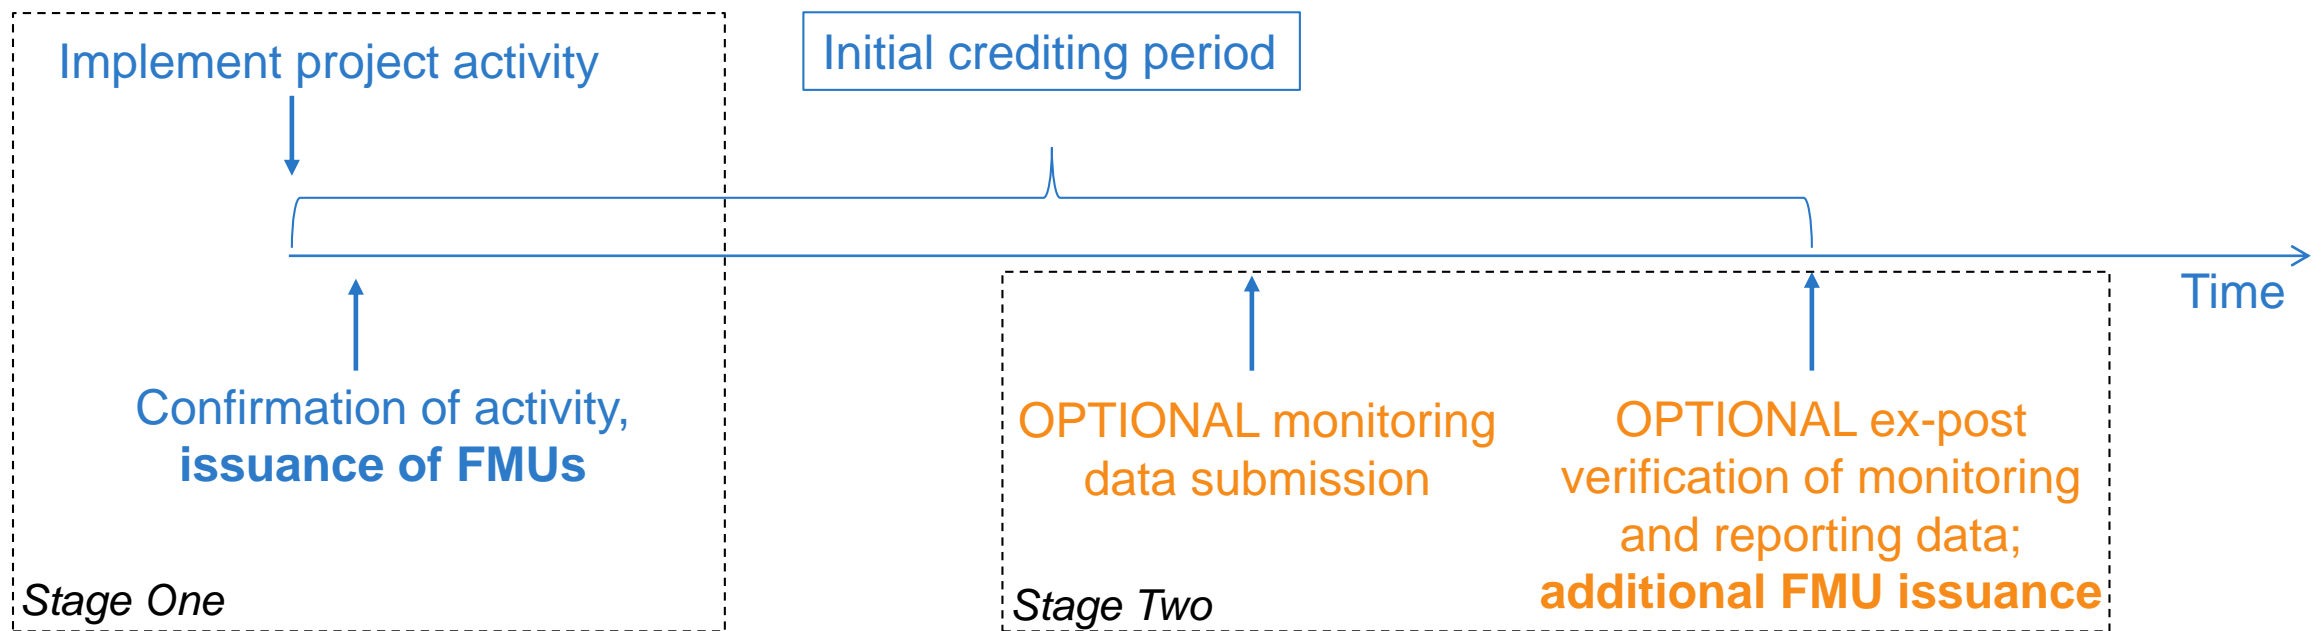 Implement project activity
Initial crediting period
Time
Confirmation of activity,
issuance of FMUs
Stage One
OPTIONAL monitoring
data submission
OPTIONAL ex-post
verification of monitoring
and reporting data;
additional FMU issuance
Stage Two